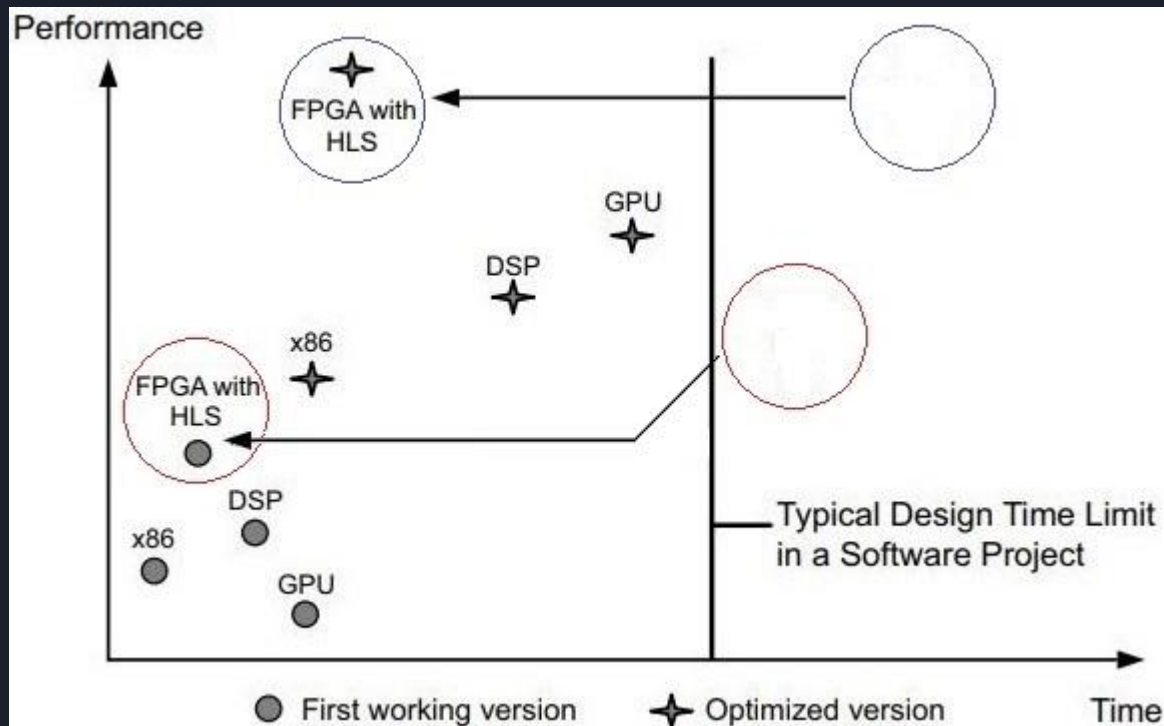 Performance
FPGA with
HLS
GPU
DSP
x86
FPGA with
HLS
DSP
x86
GPU
Typical Design Time Limit
in a Software Project
First working version
Optimized version
Time